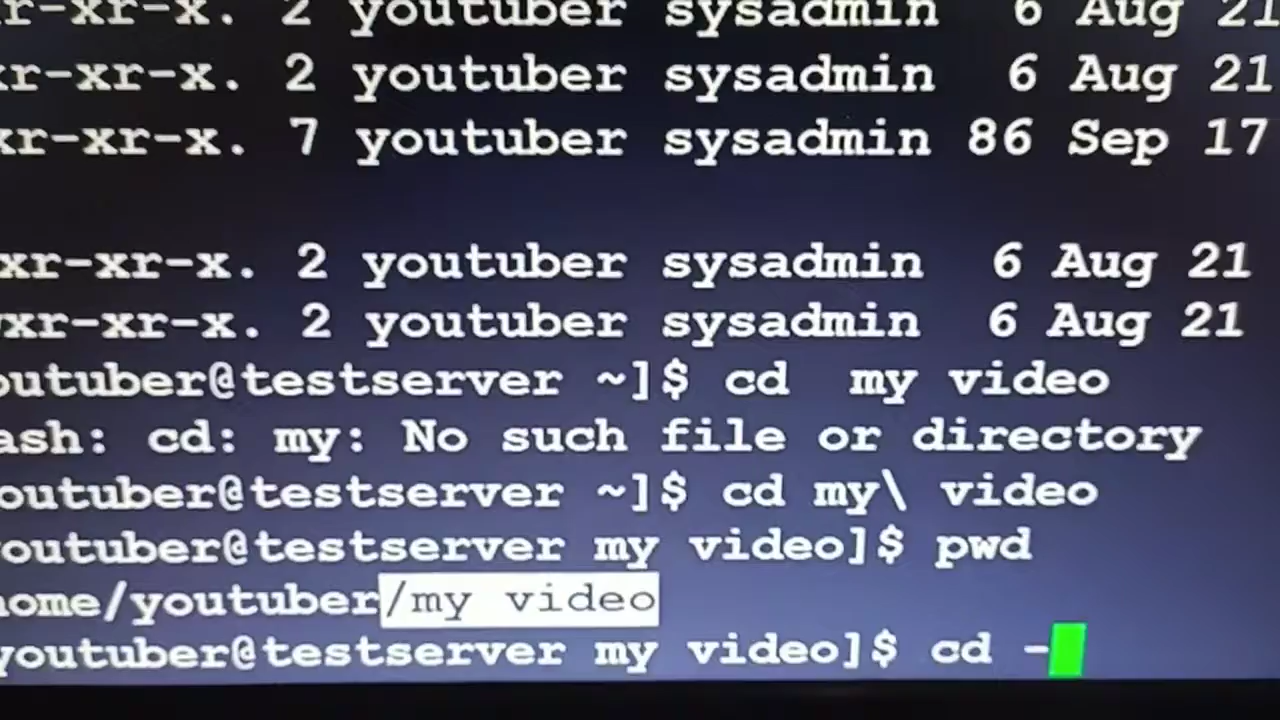 r-xr-x. 2 youtuber sysadmin 6 Aug 21
xr-xr-x. 2 youtuber sysadmin 6 Aug 21
xr-xr-x. 7 youtuber sysadmin 86 Sep 17
xr-xr-x. 2 youtuber sysadmin 6 Aug 21
xr-xr-x. 2 youtuber sysadmin 6 Aug 21
outuber@testserver ~]$ cd  my video
ash: cd: my: No such file or directory
outuber@testserver ~]$ cd my\ video
youtuber@testserver my video]$ pwd
home/youtuber/my video
youtuber@testserver my video]$ cd -